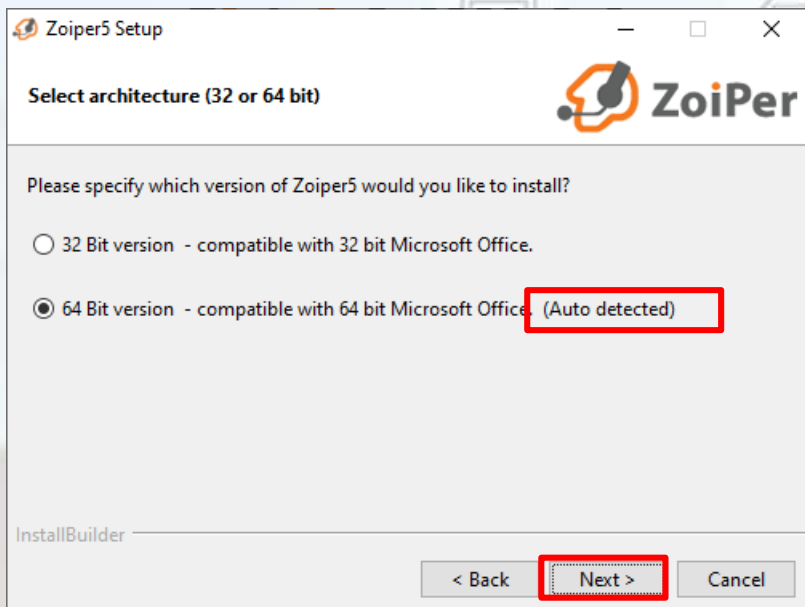 Zoiper5 Setup
Select architecture (32 or 64 bit)
ZoiPer
Please specify which version of Zoiper5 would you like to install?
32 Bit version - compatible with 32 bit Microsoft Office.
64 Bit version - compatible with 64 bit Microsoft Office. (Auto detected)
InstallBuilder
< Back Next > Cancel